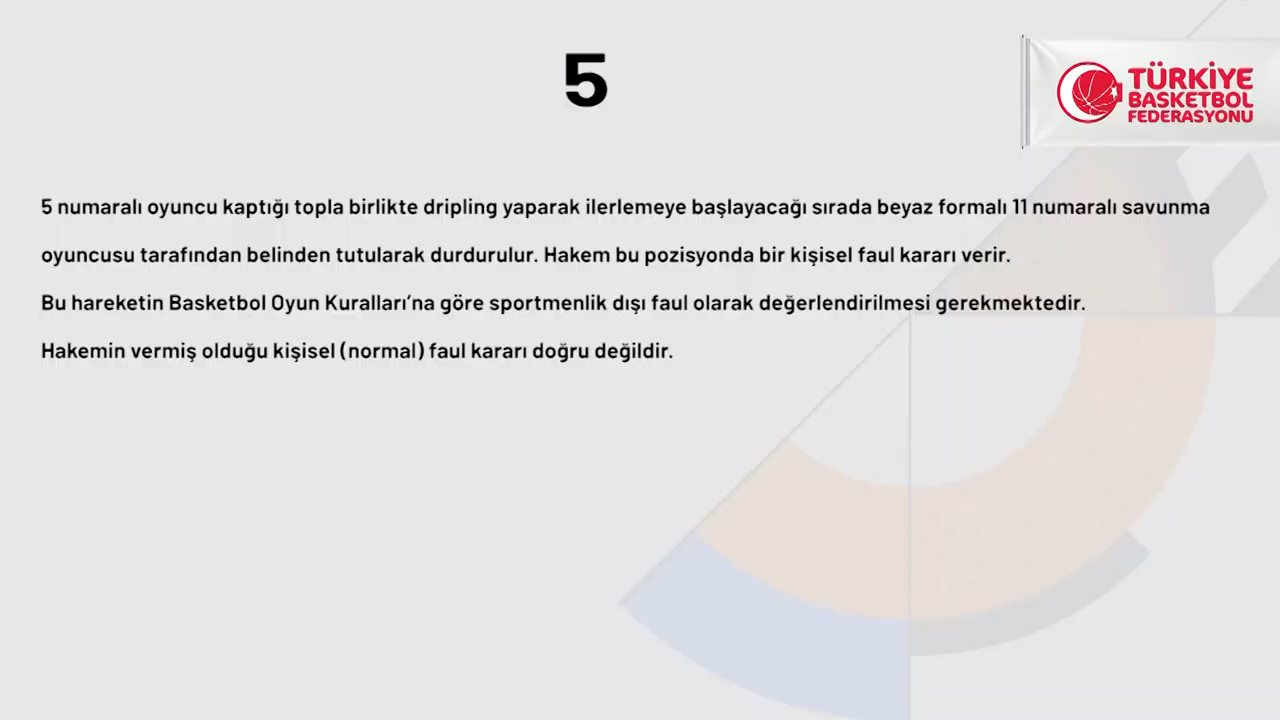 5
TÜRKİYE
BASKETBOL
FEDERASYONU
5 numaralı oyuncu kaptığı topla birlikte dripling yaparak ilerlemeye başlayacağı sırada beyaz formalı 11 numaralı savunma
oyuncusu tarafından belinden tutularak durdurulur. Hakem bu pozisyonda bir kişisel faul kararı verir.
Bu hareketin Basketbol Oyun Kuralları’na göre sportmenlik dışı faul olarak değerlendirilmesi gerekmektedir.
Hakemin vermiş olduğu kişisel (normal) faul kararı doğru değildir.